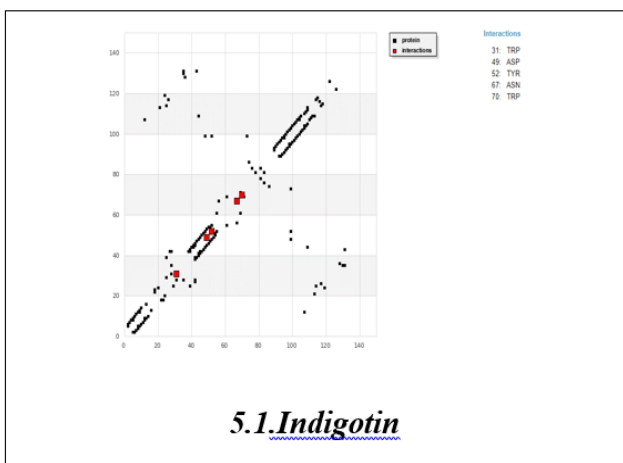 protein
interactions
Interactions
31: TRP
49: ASP
52: TYR
67: ASN
70: TRP
140
120
100
80
60
40
20
0
0 20 40 60 80 100 120 140
5.1.Indigotin